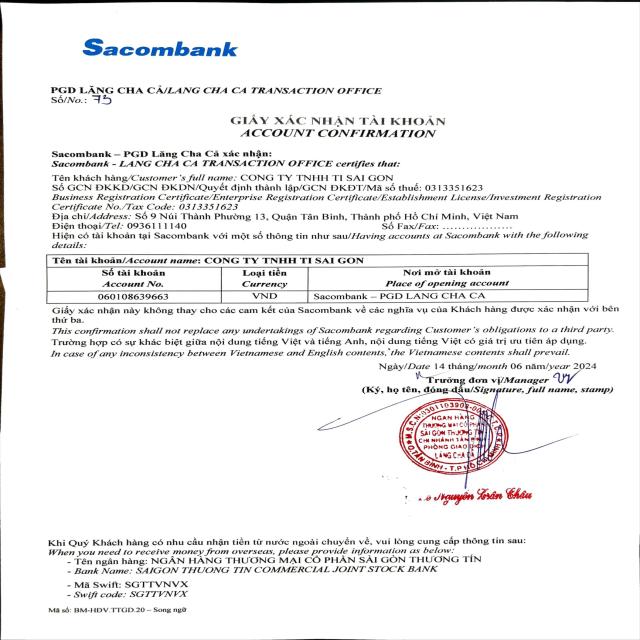 Sacombank
PGD LĂNG CHA CẢ/LANG CHA CA TRANSACTION OFFICE
Số/No.: 73
GIẤY XÁC NHẬN TÀI KHOẢN
ACCOUNT CONFIRMATION
Sacombank – PGD Lăng Cha Cả xác nhận:
Sacombank - LANG CHA CA TRANSACTION OFFICE certifies that:
Tên khách hàng/Customer's full name: CONG TY TNHH TI SAI GON
Số GCN ĐKKD/GCN ĐKDN/Quyết định thành lập/GCN ĐKĐT/Mã số thuế: 0313351623
Business Registration Certificate/Enterprise Registration Certificate/Establishment License/Investment Registration
Certificate No./Tax Code: 0313351623
Địa chỉ/Address: Số 9 Núi Thành Phường 13, Quận Tân Bình, Thành phố Hồ Chí Minh, Việt Nam
Điện thoại/Tel: 0936111140 Số Fax/Fax: ………………
Hiện có tài khoản tại Sacombank với một số thông tin như sau/Having accounts at Sacombank with the following
details:
Tên tài khoản/Account name: CONG TY TNHH TI SAI GON
Số tài khoản Loại tiền Nơi mở tài khoản
Account No. Currency Place of opening account
060108639663 VND Sacombank – PGD LANG CHA CA
Giấy xác nhận này không thay cho các cam kết của Sacombank về các nghĩa vụ của Khách hàng được xác nhận với bên
thứ ba.
This confirmation shall not replace any undertakings of Sacombank regarding Customer's obligations to a third party.
Trường hợp có sự khác biệt giữa nội dung tiếng Việt và tiếng Anh, nội dung tiếng Việt có giá trị ưu tiên áp dụng.
In case of any inconsistency between Vietnamese and English contents, the Vietnamese contents shall prevail.
Ngày/Date 14 tháng/month 06 năm/year 2024
Trưởng đơn vị/Manager
(Ký, họ tên, đóng dấu/Signature, full name, stamp)
NGÂN HÀNG
THƯƠNG MẠI CỔ PHẦN
SÀI GÒN THƯƠNG TÍN
CHI NHÁNH TÂN BÌNH
PHÒNG GIAO DỊCH
LĂNG CHA CẢ
Q.TÂN BÌNH - T.P HỒ CHÍ MINH
Nguyễn Trân Châu
Khi Quý Khách hàng có nhu cầu nhận tiền từ nước ngoài chuyển về, vui lòng cung cấp thông tin sau:
When you need to receive money from overseas, please provide information as below:
- Tên ngân hàng: NGÂN HÀNG THƯƠNG MẠI CỔ PHẦN SÀI GÒN THƯƠNG TÍN
- Bank Name: SAIGON THUONG TIN COMMERCIAL JOINT STOCK BANK
- Mã Swift: SGTTVNVX
- Swift code: SGTTVNVX
Mã số: BM-HDV.TTGD.20 – Song ngữ